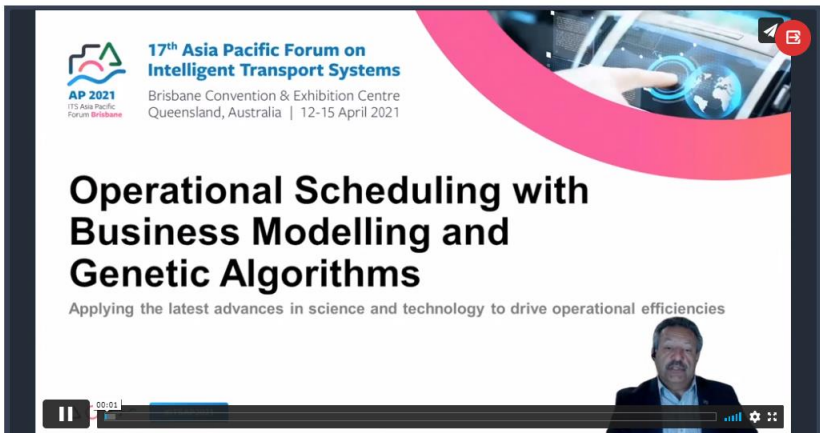 17th Asia Pacific Forum on
Intelligent Transport Systems
AP 2021
ITS Asia Pacific
Forum Brisbane
Brisbane Convention & Exhibition Centre
Queensland, Australia | 12-15 April 2021
Operational Scheduling with
Business Modelling and
Genetic Algorithms
Applying the latest advances in science and technology to drive operational efficiencies
00:01